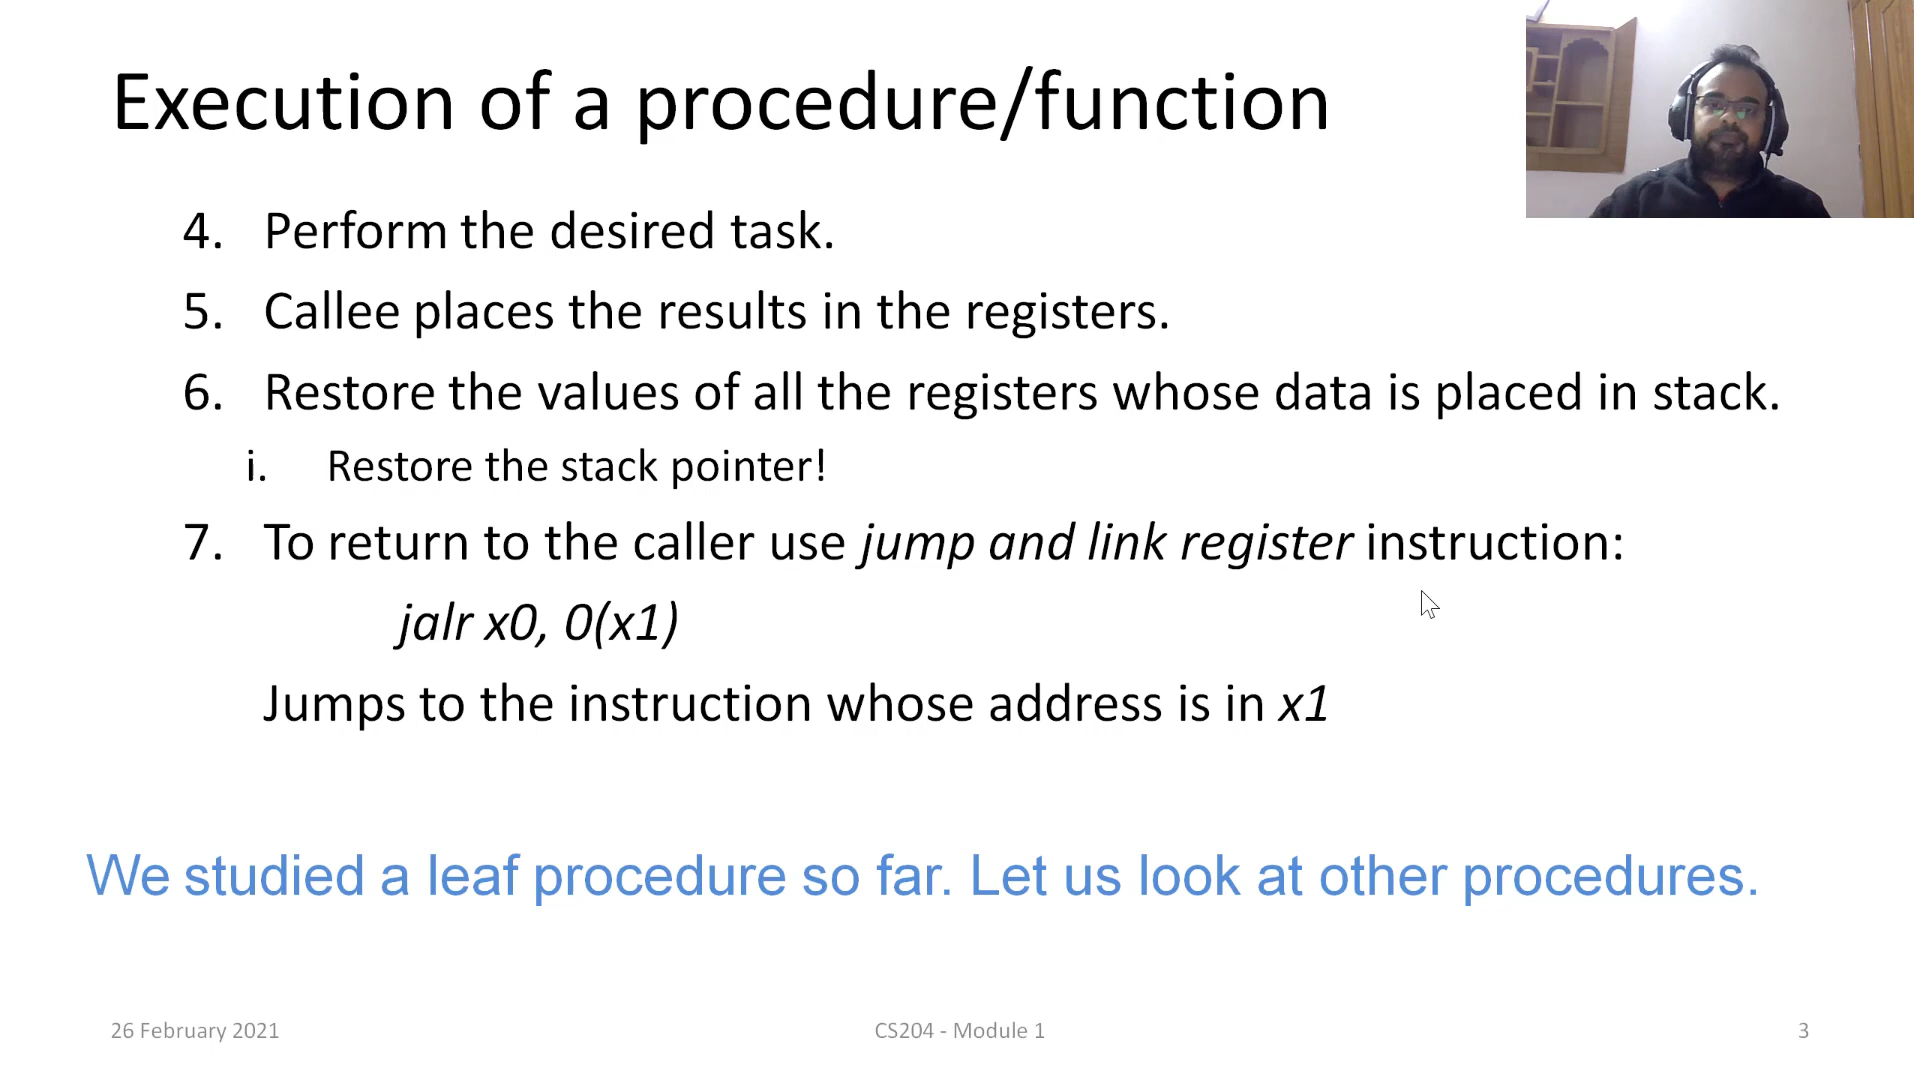 Execution of a procedure/function
4. Perform the desired task.
5. Callee places the results in the registers.
6. Restore the values of all the registers whose data is placed in stack.
i. Restore the stack pointer!
7. To return to the caller use jump and link register instruction:
jalr x0, 0(x1)
Jumps to the instruction whose address is in x1
We studied a leaf procedure so far. Let us look at other procedures.
26 February 2021
CS204 - Module 1
3